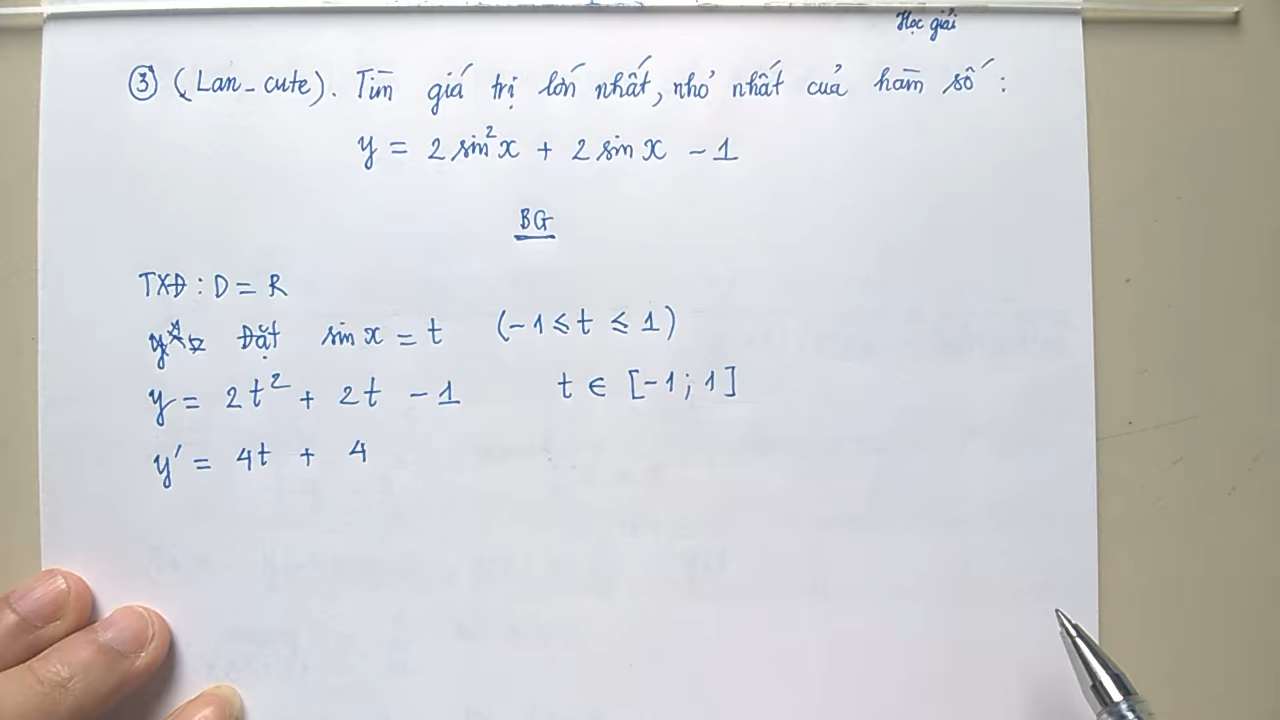 Học giải
③ (Lan_cute). Tìm giá trị lớn nhất, nhỏ nhất của hàm số:
y = 2 sin²x + 2 sin x - 1
BG
TXĐ : D = R
Đặt sin x = t (-1 ≤ t ≤ 1)
y = 2t² + 2t - 1 t ∈ [-1; 1]
y' = 4t + 4